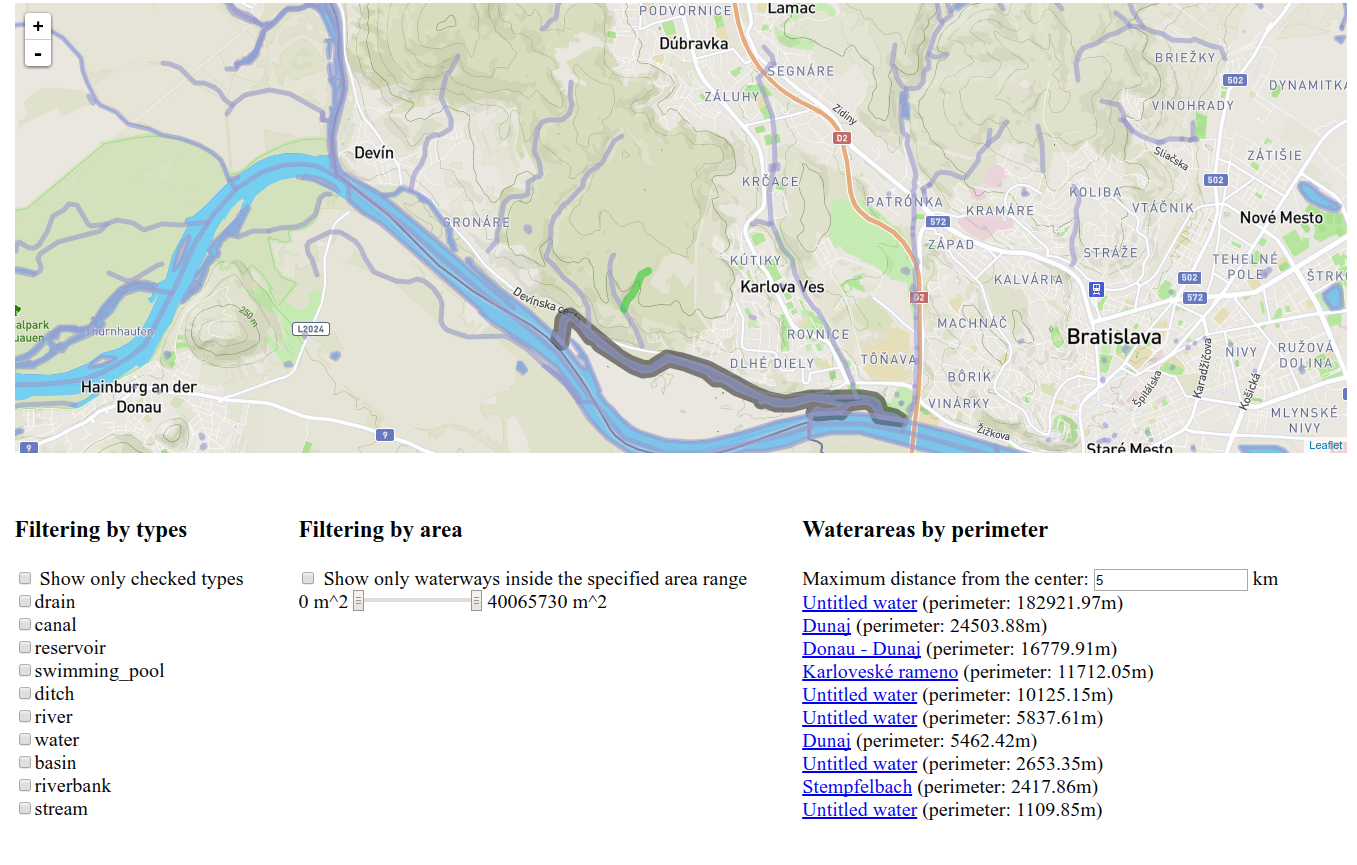 +
-
PODVORNICE
Lamac
Dúbravka
SEGNÁRE
ZÁLUHY
Zidiny
D2
BRIEŽKY
502
DYNAMITKA
VINOHRADY
Sliačska
ZÁTIŠIE
502
Devín
KRČACE
PATRÓNKA
KRAMÁRE
KOLIBA
VTÁČNIK
Nové Mesto
GRONÁRE
572
ZÁPAD
STRÁŽE
TEHELNÉ
POLE
KÚTIKY
Karlova Ves
KALVÁRIA
502
572
ŠTRK
D2
Devínska ce
250 m
alpark
uauen
Thurnhaufen
L2024
ROVNICE
MACHNÁČ
Bratislava
NIVY
RUŽOVÁ
DOLINA
DLHÉ DIELY
TÔŇAVA
BÔRIK
Špitálska
Karadžičova
Košická
Hainburg an der
Donau
VINÁRKY
MLYNSKÉ
NIVY
9
9
Žižkova
Staré Mesto
Leaflet
Filtering by types
Show only checked types
drain
canal
reservoir
swimming_pool
ditch
river
water
basin
riverbank
stream
Filtering by area
Show only waterways inside the specified area range
0 m^2 40065730 m^2
Waterareas by perimeter
Maximum distance from the center: 5 km
Untitled water (perimeter: 182921.97m)
Dunaj (perimeter: 24503.88m)
Donau - Dunaj (perimeter: 16779.91m)
Karloveské rameno (perimeter: 11712.05m)
Untitled water (perimeter: 10125.15m)
Untitled water (perimeter: 5837.61m)
Dunaj (perimeter: 5462.42m)
Untitled water (perimeter: 2653.35m)
Stempfelbach (perimeter: 2417.86m)
Untitled water (perimeter: 1109.85m)